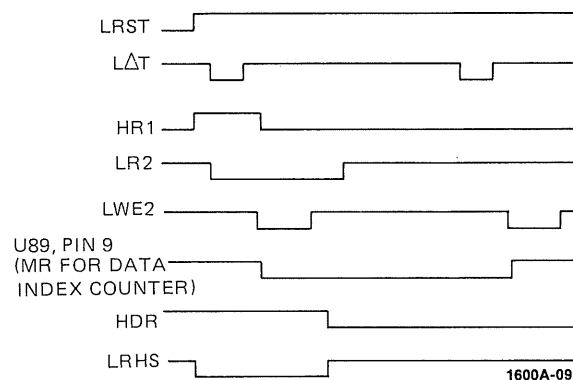 LRST
LΔT
HR1
LR2
LWE2
U89, PIN 9
(MR FOR DATA
INDEX COUNTER)
HDR
LRHS
1600A-09